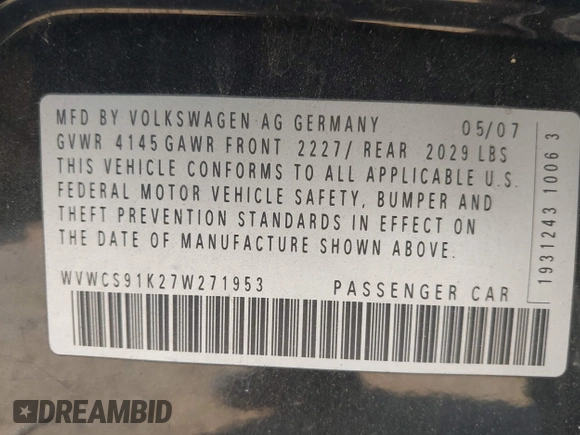 MFD BY VOLKSWAGEN AG GERMANY 05/07
GVWR 4145 GAWR FRONT 2227/ REAR 2029 LBS
THIS VEHICLE CONFORMS TO ALL APPLICABLE U.S.
FEDERAL MOTOR VEHICLE SAFETY, BUMPER AND
THEFT PREVENTION STANDARDS IN EFFECT ON
THE DATE OF MANUFACTURE SHOWN ABOVE.
WVWCS91K27W271953 PASSENGER CAR
1931243 1006 3
DREAMBID